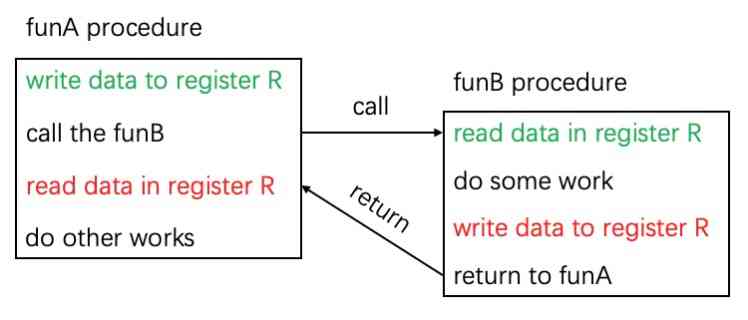 funA procedure
write data to register R
call the funB
read data in register R
do other works
call
return
funB procedure
read data in register R
do some work
write data to register R
return to funA